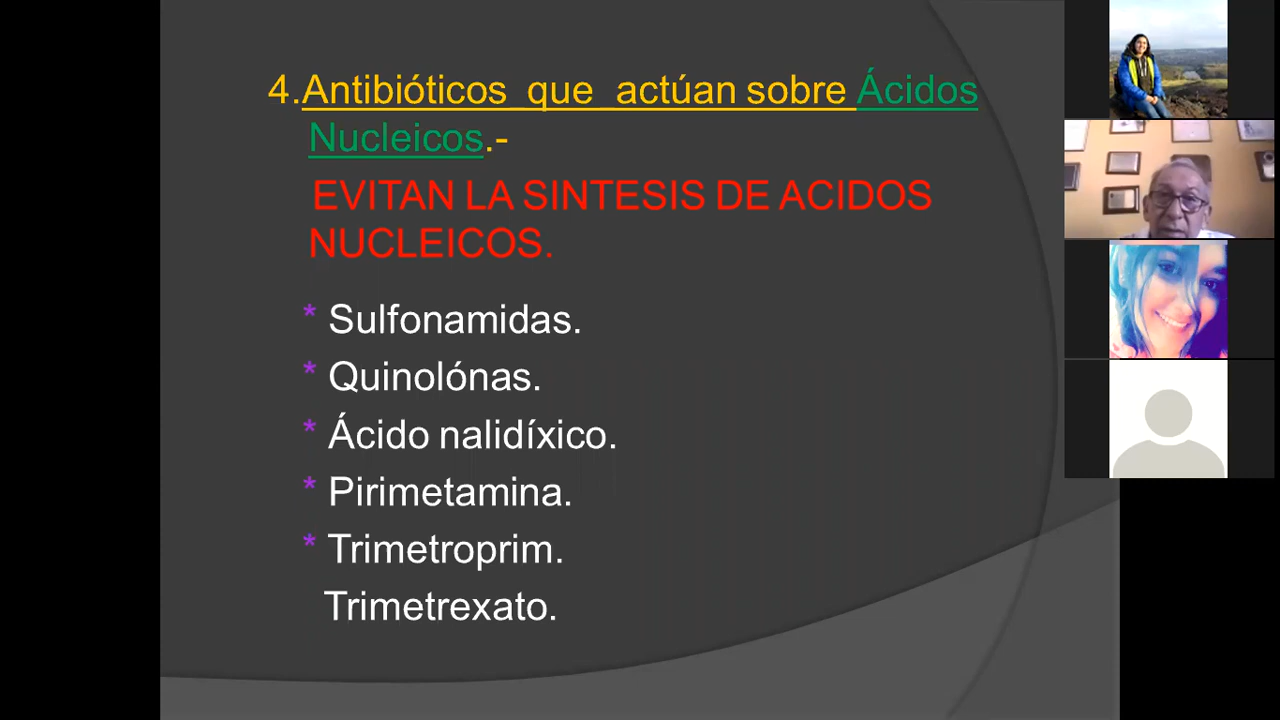 4.Antibióticos que actúan sobre Ácidos
Nucleicos.-
EVITAN LA SINTESIS DE ACIDOS
NUCLEICOS.
* Sulfonamidas.
* Quinolónas.
* Ácido nalidíxico.
* Pirimetamina.
* Trimetroprim.
Trimetrexato.